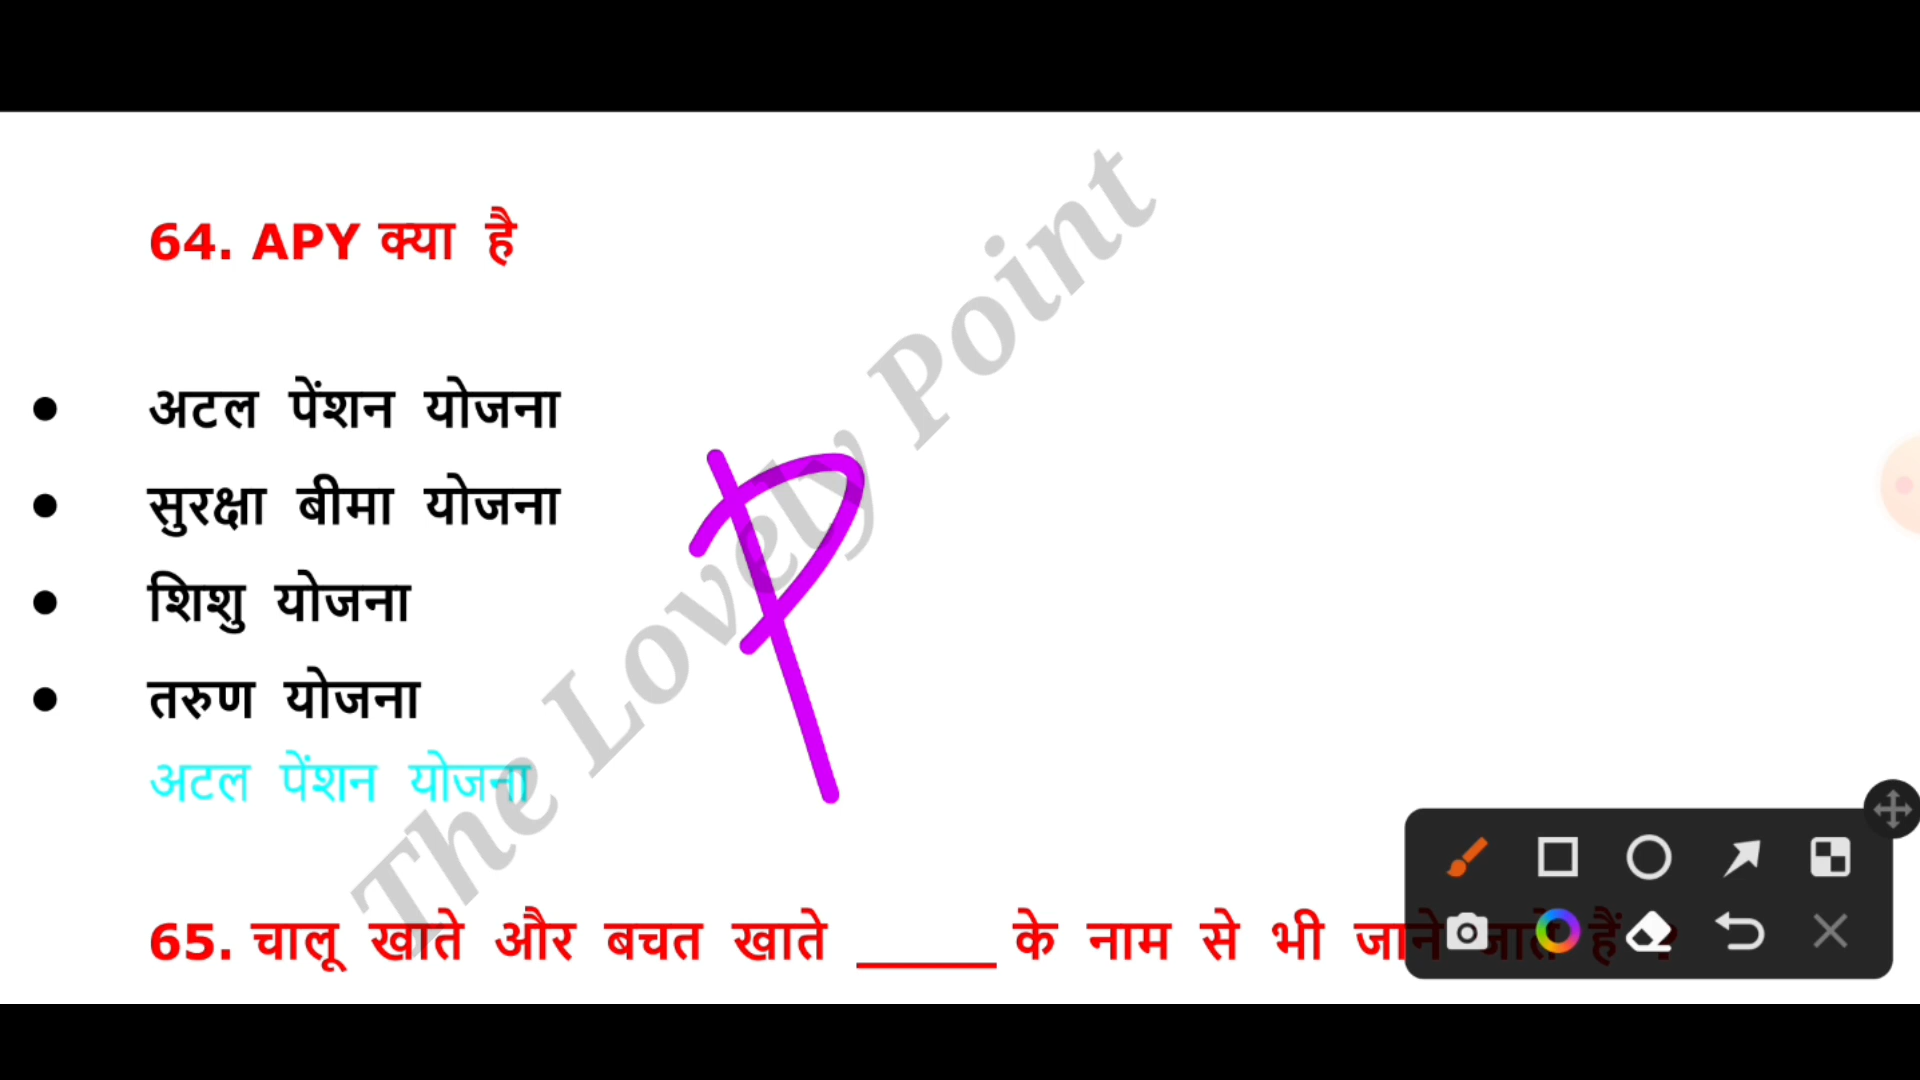 64. APY क्या है
• अटल पेंशन योजना
• सुरक्षा बीमा योजना
• शिशु योजना
• तरुण योजना
अटल पेंशन योजना
65. चालू खाते और बचत खाते _____ के नाम से भी जाने जाते हैं ?
The Lovely Point
P